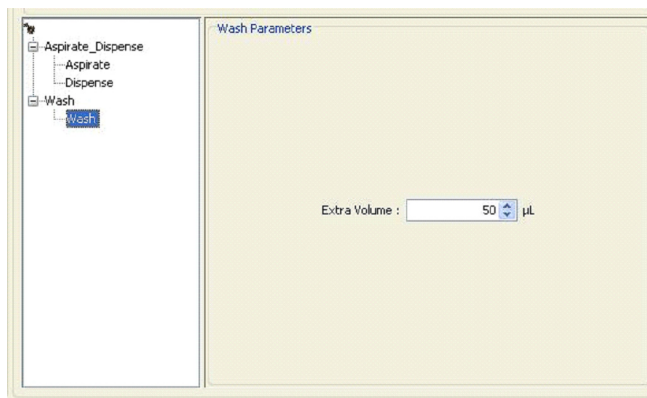 Wash Parameters
Aspirate_Dispense
Aspirate
Dispense
Wash
Wash
Extra Volume : 50 µL